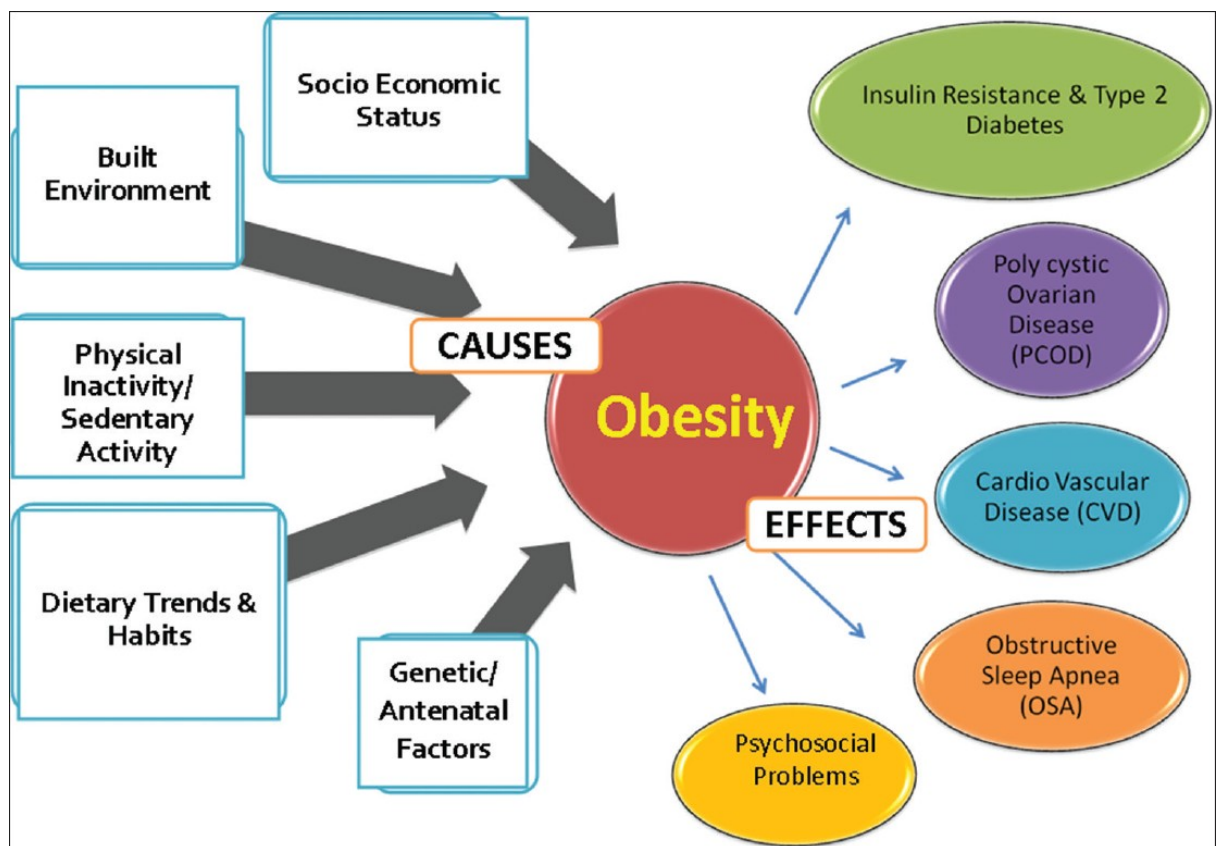 Socio Economic
Status
Built
Environment
Physical
Inactivity/
Sedentary
Activity
Dietary Trends &
Habits
Genetic/
Antenatal
Factors
CAUSES
Obesity
EFFECTS
Insulin Resistance & Type 2
Diabetes
Poly cystic
Ovarian
Disease
(PCOD)
Cardio Vascular
Disease (CVD)
Obstructive
Sleep Apnea
(OSA)
Psychosocial
Problems